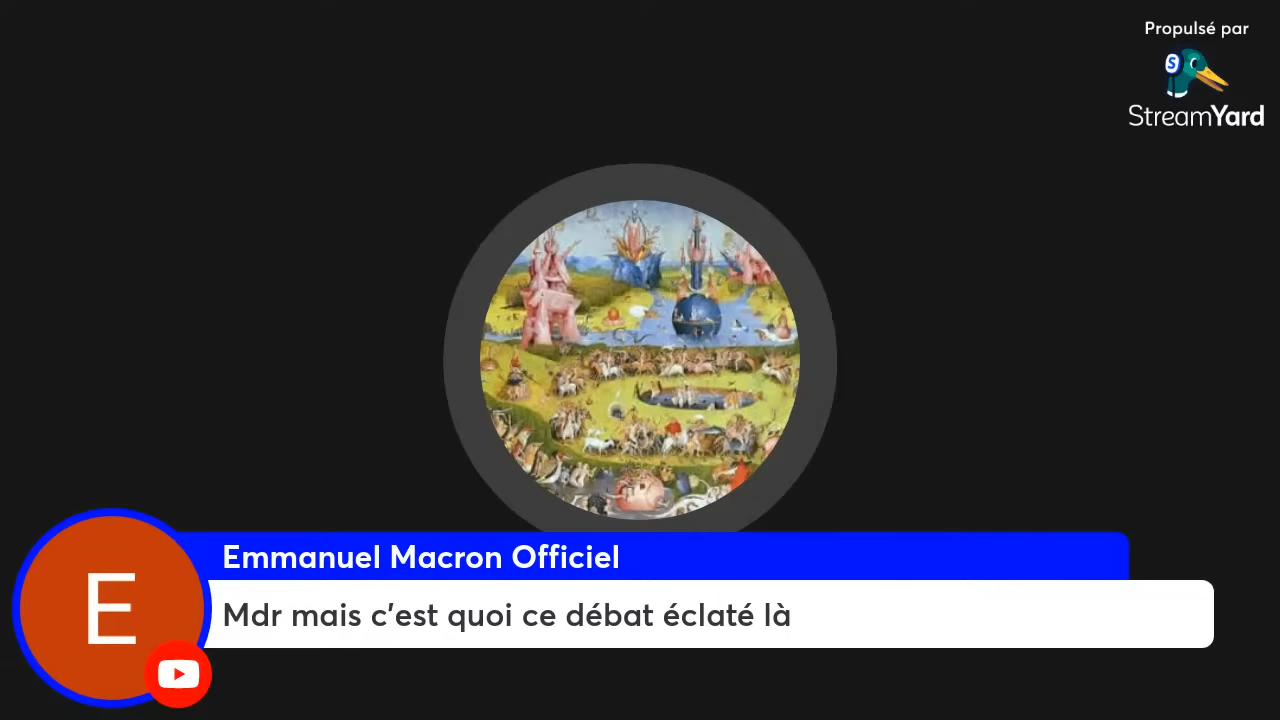 Propulsé par
S
StreamYard
Emmanuel Macron Officiel
E
Mdr mais c'est quoi ce débat éclaté là